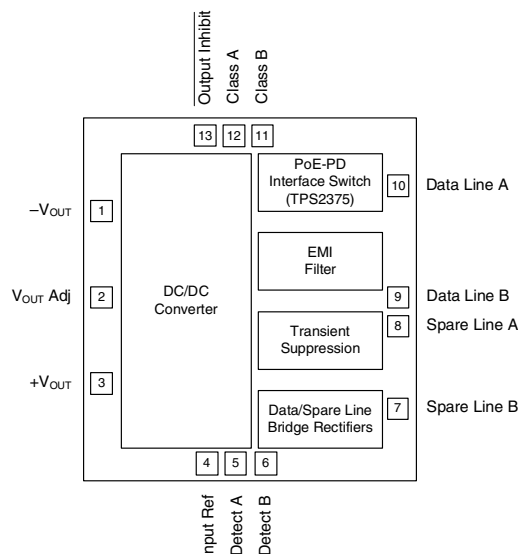 Output Inhibit
Class A
Class B
13
12
11
PoE-PD
Interface Switch
(TPS2375)
10
Data Line A
1
–VOUT
EMI
Filter
2
VOUT Adj
DC/DC
Converter
9
Data Line B
8
Spare Line A
Transient
Suppression
3
+VOUT
Data/Spare Line
Bridge Rectifiers
7
Spare Line B
4
5
6
Input Ref
Detect A
Detect B